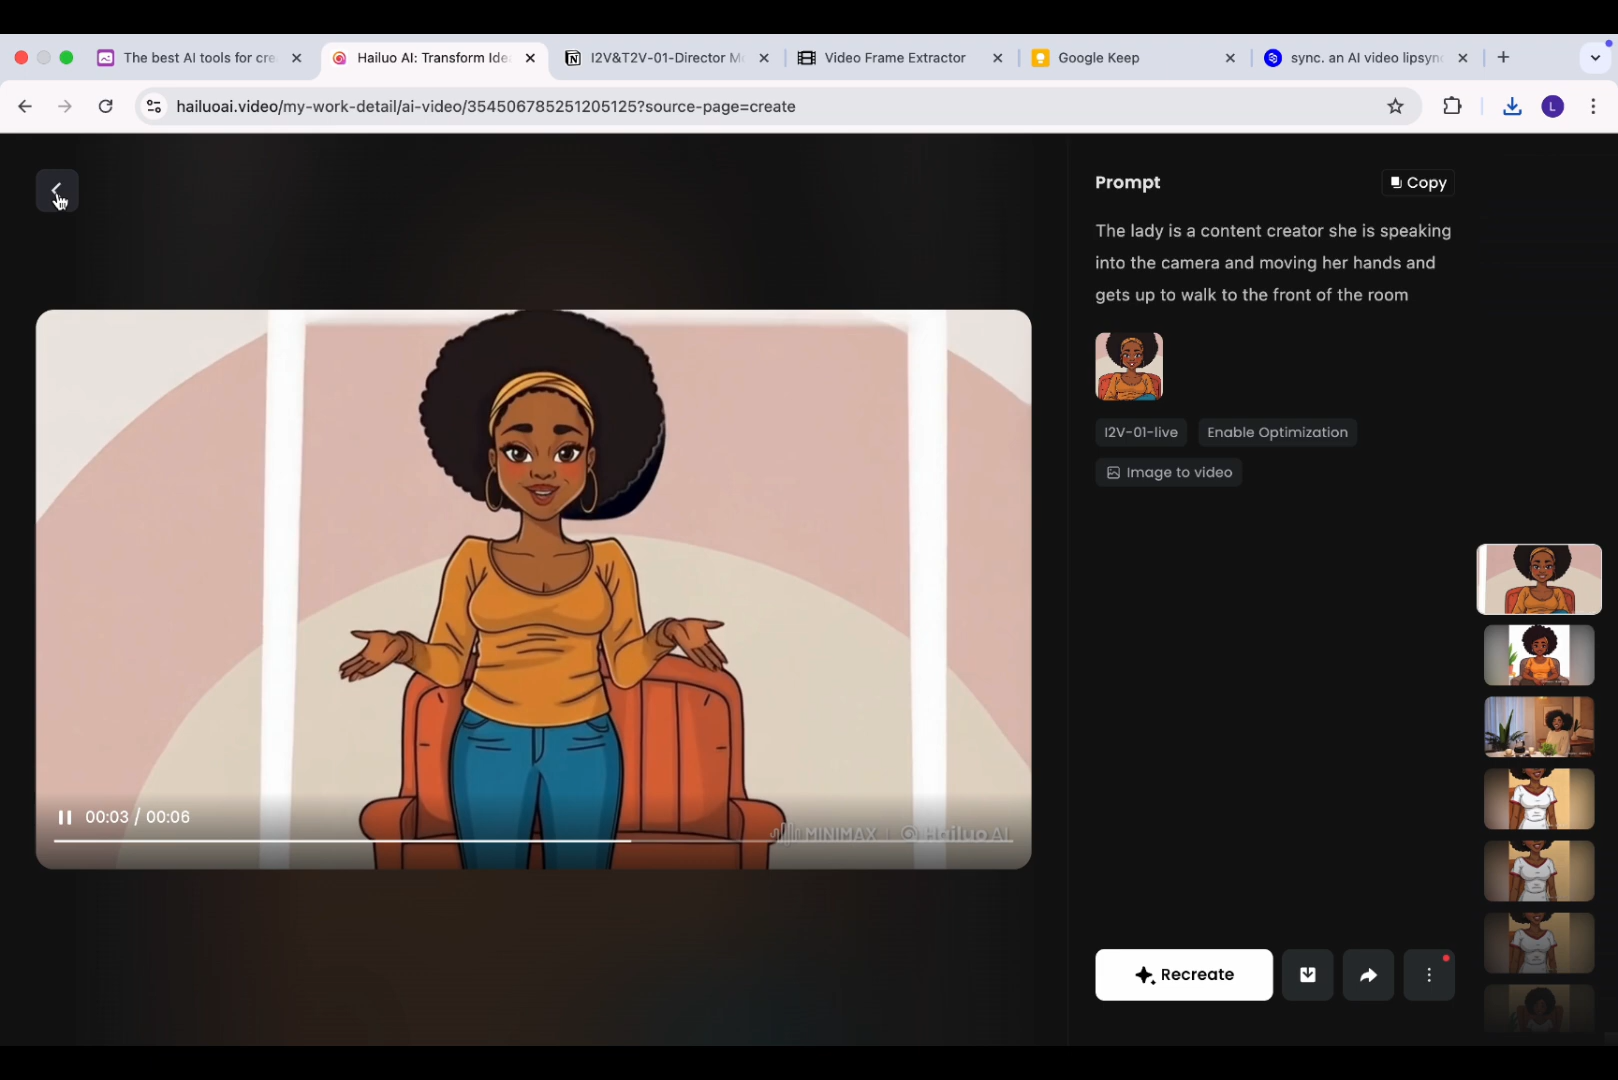 The best AI tools for cre
Hailuo AI: Transform Ide
I2V&T2V-01-Director M
Video Frame Extractor
Google Keep
sync. an AI video lipsync
hailuoai.video/my-work-detail/ai-video/354506785251205125?source-page=create
L
Prompt
Copy
The lady is a content creator she is speaking
into the camera and moving her hands and
gets up to walk to the front of the room
I2V-01-live
Enable Optimization
Image to video
00:03 / 00:06
MINIMAX | Hailuo AI
Recreate